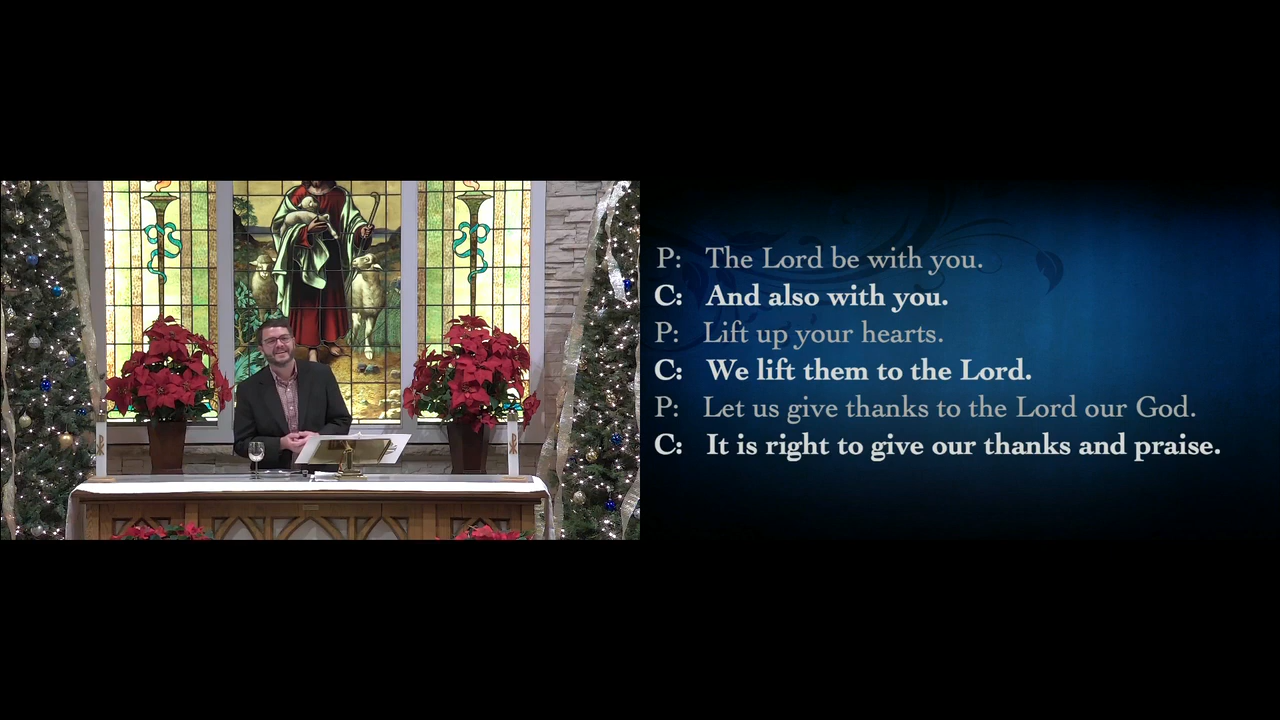 P: The Lord be with you.
C: And also with you.
P: Lift up your hearts.
C: We lift them to the Lord.
P: Let us give thanks to the Lord our God.
C: It is right to give our thanks and praise.